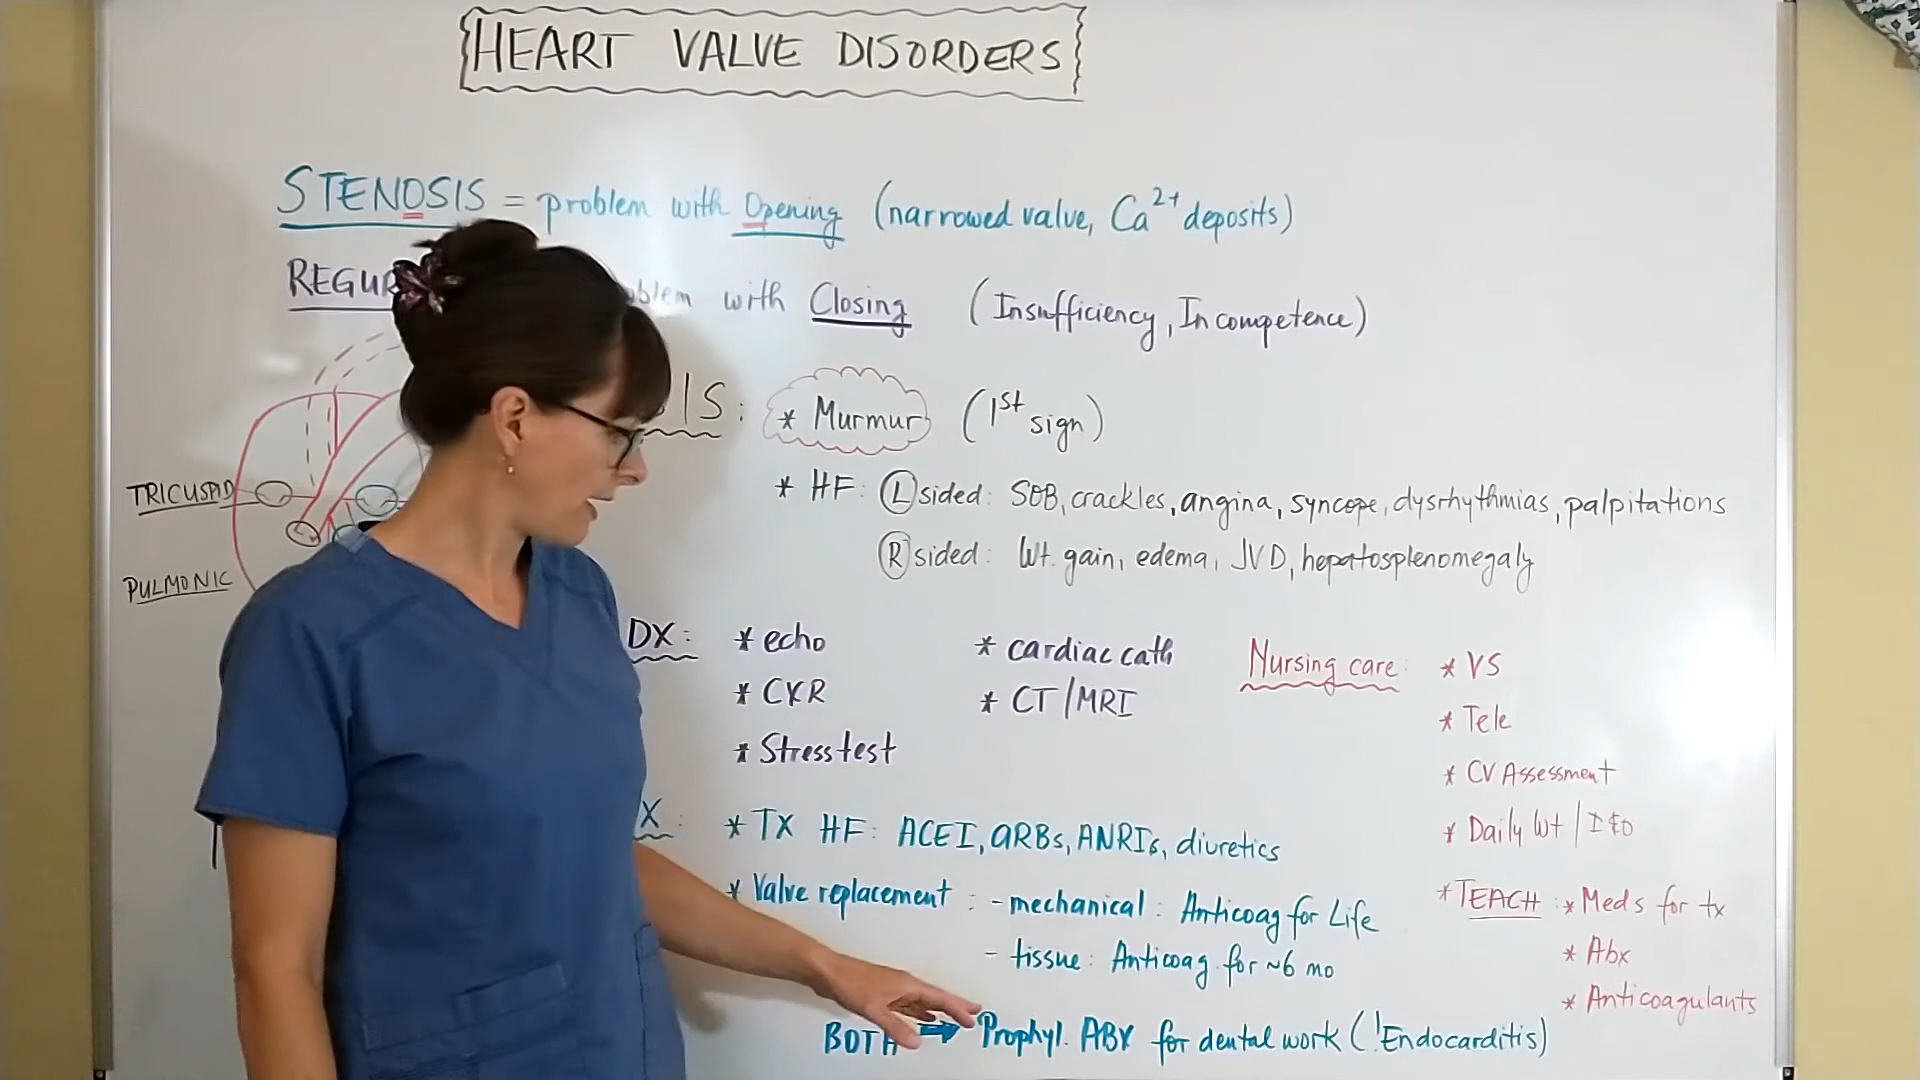 HEART VALVE DISORDERS
STENOSIS = problem with Opening (narrowed valve, Ca2+ deposits)
REGUR with Closing (Insufficiency, Incompetence)
IS: * Murmur (1st sign)
* HF: (L) sided: SOB, crackles, angina, syncope, dysrhythmias, palpitations
(R) sided: Wt. gain, edema, JVD, hepatosplenomegaly
TRICUSPID
PULMONIC
DX: * echo
* CXR
* Stress test
* cardiac cath
* CT/MRI
Nursing care: * VS
* Tele
* CV Assessment
* Daily Wt / I&O
* TEACH: * Meds for tx
* Abx
* Anticoagulants
X: * TX HF: ACEI, ARBs, ANRIs, diuretics
* Valve replacement: - mechanical: Anticoag for Life
- tissue: Anticoag for ~6 mo
BOTH → Prophyl. ABX for dental work (!Endocarditis)